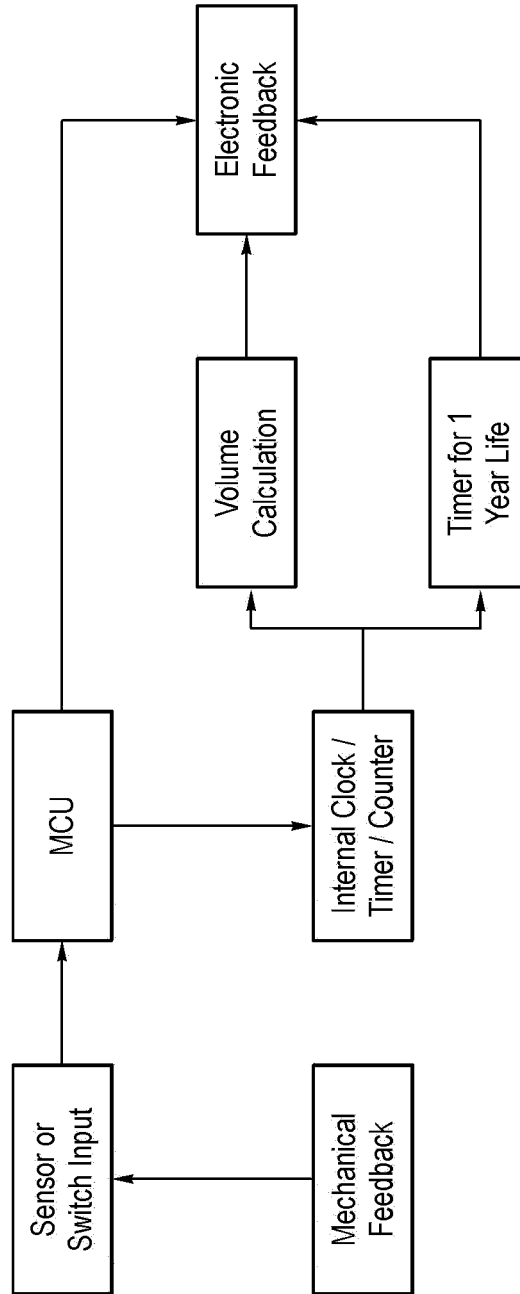 Sensor or
Switch Input
MCU
Mechanical
Feedback
Internal Clock /
Timer / Counter
Volume
Calculation
Electronic
Feedback
Timer for 1
Year Life